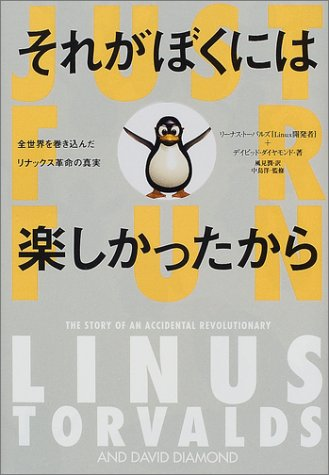 JUST
それがぼくには
FOR
全世界を巻き込んだ
リナックス革命の真実
リーナス・トーバルズ[Linux開発者]
+
デイビッド・ダイヤモンド・著
風見潤・訳
中島洋・監修
FUN
楽しかったから
THE STORY OF AN ACCIDENTAL REVOLUTIONARY
LINUS
TORVALDS
AND DAVID DIAMOND